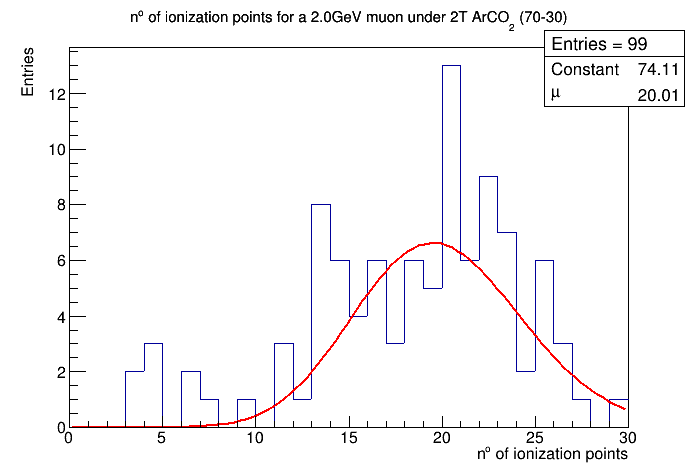 nº of ionization points for a 2.0GeV muon under 2T ArCO2 (70-30)
Entries = 99
Constant 74.11
μ 20.01
Entries
12
10
8
6
4
2
0
0 5 10 15 20 25 30
nº of ionization points